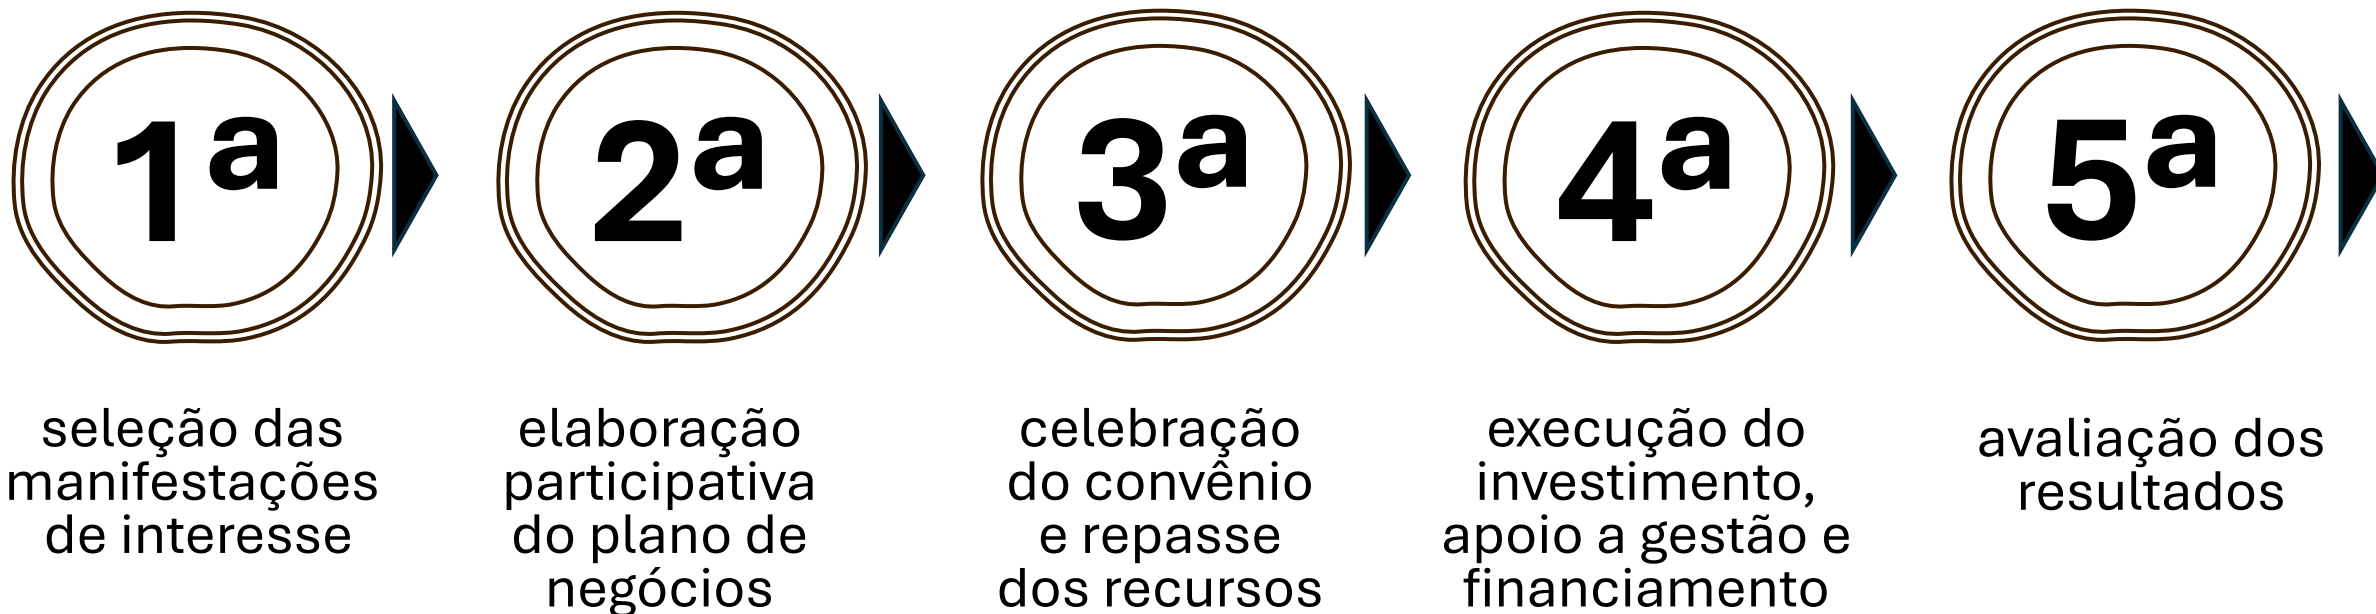 1ª
seleção das
manifestações
de interesse
2ª
elaboração
participativa
do plano de
negócios
3ª
celebração
do convênio
e repasse
dos recursos
4ª
execução do
investimento,
apoio a gestão e
financiamento
5ª
avaliação dos
resultados